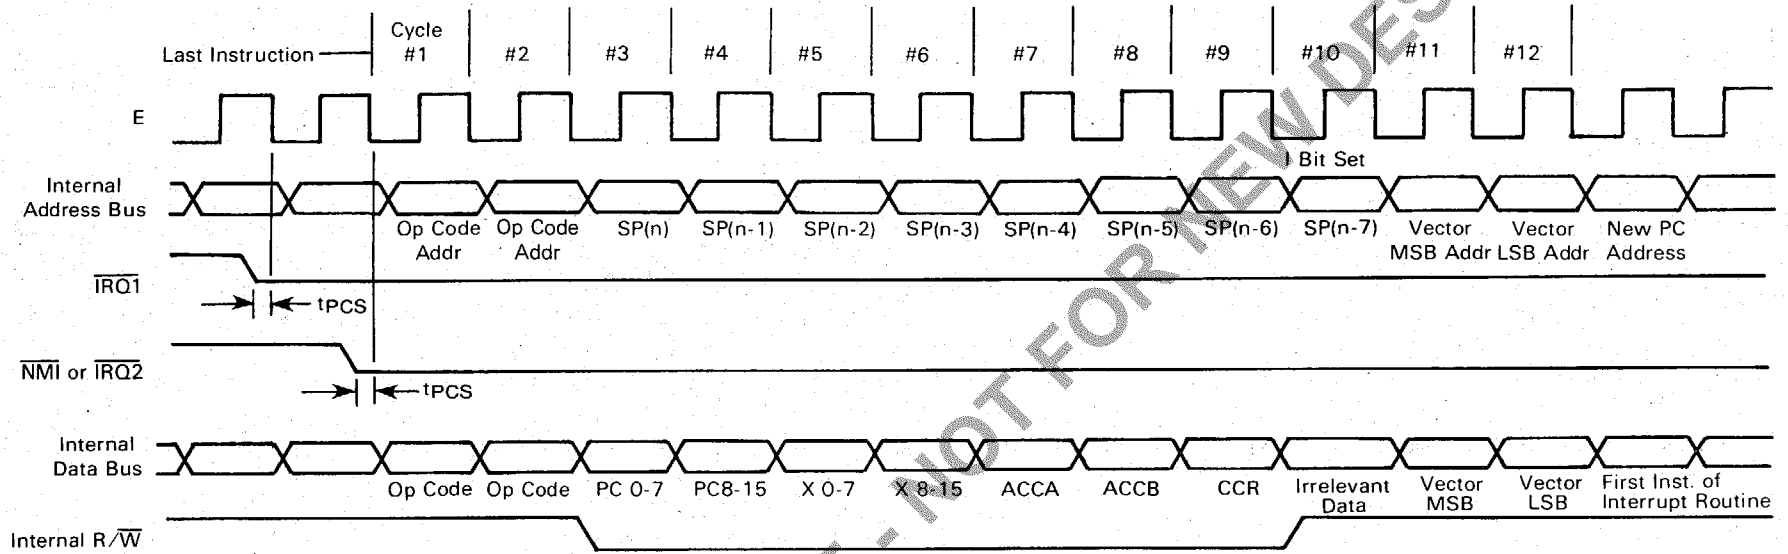 Last Instruction
Cycle
#1 #2 #3 #4 #5 #6 #7 #8 #9 #10 #11 #12
E
I Bit Set
Internal
Address Bus
Op Code
Addr
Op Code
Addr
SP(n) SP(n-1) SP(n-2) SP(n-3) SP(n-4) SP(n-5) SP(n-6) SP(n-7)
Vector
MSB Addr
Vector
LSB Addr
New PC
Address
IRQ1
tPCS
NMI or IRQ2
tPCS
Internal
Data Bus
Op Code Op Code PC 0-7 PC8-15 X 0-7 X 8-15 ACCA ACCB CCR
Irrelevant
Data
Vector
MSB
Vector
LSB
First Inst. of
Interrupt Routine
Internal R/W
- NOT FOR NEW DES